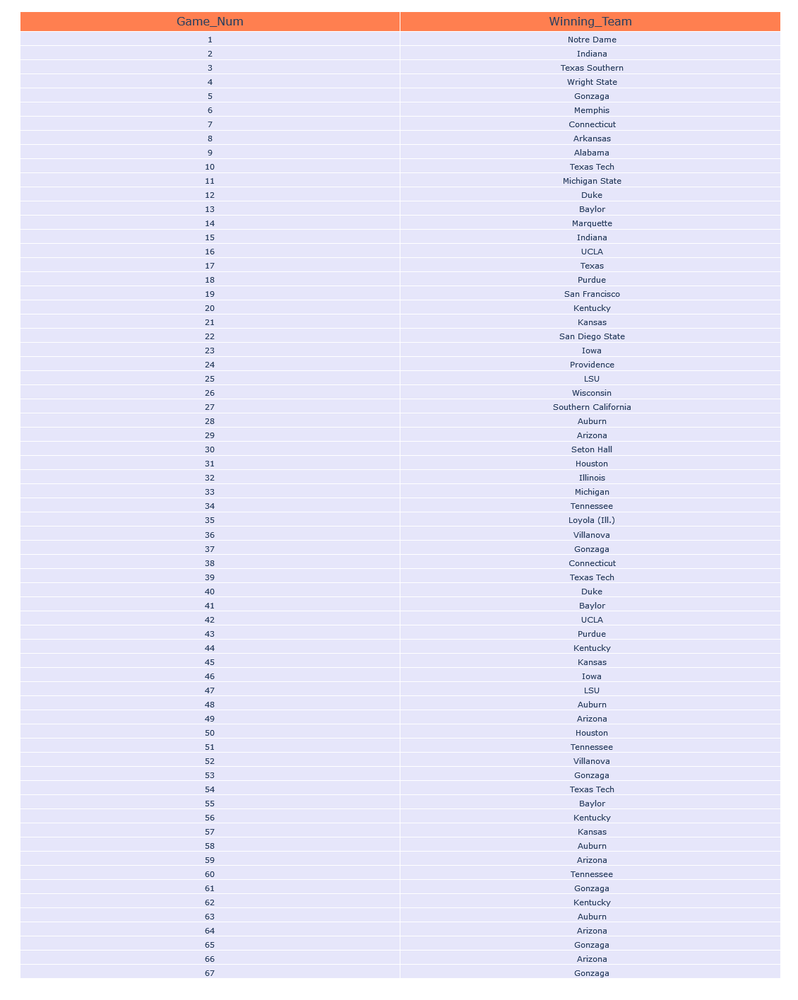 Game_Num Winning_Team
1 Notre Dame
2 Indiana
3 Texas Southern
4 Wright State
5 Gonzaga
6 Memphis
7 Connecticut
8 Arkansas
9 Alabama
10 Texas Tech
11 Michigan State
12 Duke
13 Baylor
14 Marquette
15 Indiana
16 UCLA
17 Texas
18 Purdue
19 San Francisco
20 Kentucky
21 Kansas
22 San Diego State
23 Iowa
24 Providence
25 LSU
26 Wisconsin
27 Southern California
28 Auburn
29 Arizona
30 Seton Hall
31 Houston
32 Illinois
33 Michigan
34 Tennessee
35 Loyola (Ill.)
36 Villanova
37 Gonzaga
38 Connecticut
39 Texas Tech
40 Duke
41 Baylor
42 UCLA
43 Purdue
44 Kentucky
45 Kansas
46 Iowa
47 LSU
48 Auburn
49 Arizona
50 Houston
51 Tennessee
52 Villanova
53 Gonzaga
54 Texas Tech
55 Baylor
56 Kentucky
57 Kansas
58 Auburn
59 Arizona
60 Tennessee
61 Gonzaga
62 Kentucky
63 Auburn
64 Arizona
65 Gonzaga
66 Arizona
67 Gonzaga